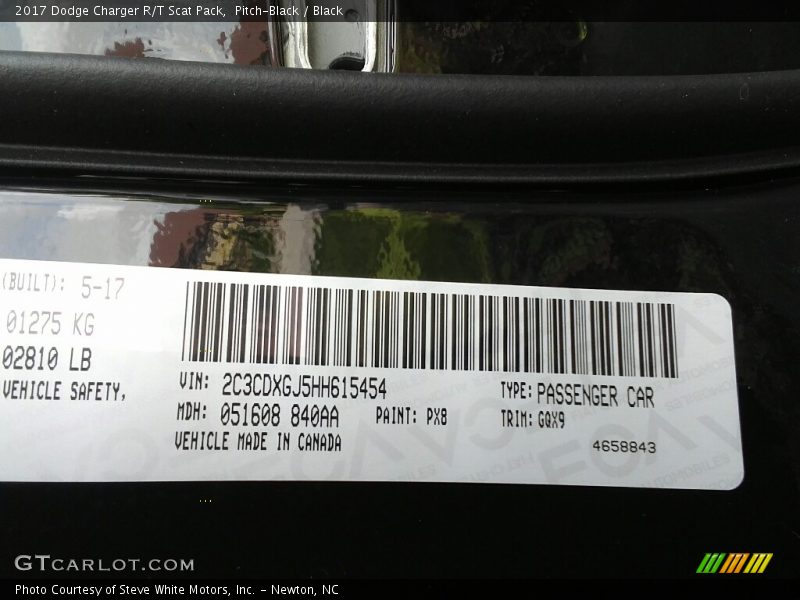 2017 Dodge Charger R/T Scat Pack, Pitch-Black / Black
(BUILT): 5-17
01275 KG
02810 LB
VEHICLE SAFETY,
VIN: 2C3CDXGJ5HH615454 TYPE: PASSENGER CAR
MDH: 051608 840AA PAINT: PX8 TRIM: GQX9
VEHICLE MADE IN CANADA 4658843
GTCARLOT.COM
Photo Courtesy of Steve White Motors, Inc. - Newton, NC